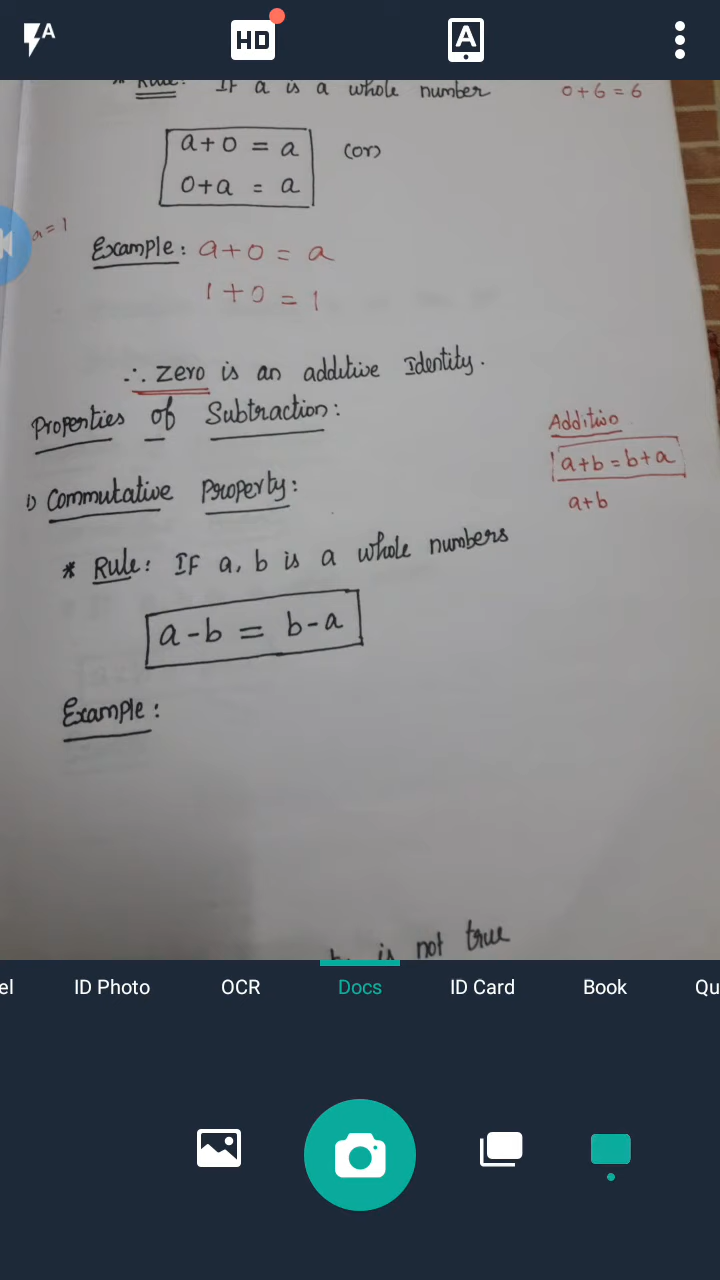 A
HD
A
* Rule: If a is a whole number
0+6=6
a+0 = a (or)
0+a = a
a=1
Example: a+0 = a
1+0 = 1
∴ Zero is an additive Identity.
Properties of Subtraction:
Additio
a+b=b+a
a+b
1) Commutative Property:
* Rule: IF a, b is a whole numbers
a-b = b-a
Example:
is not true
el ID Photo OCR Docs ID Card Book Qu